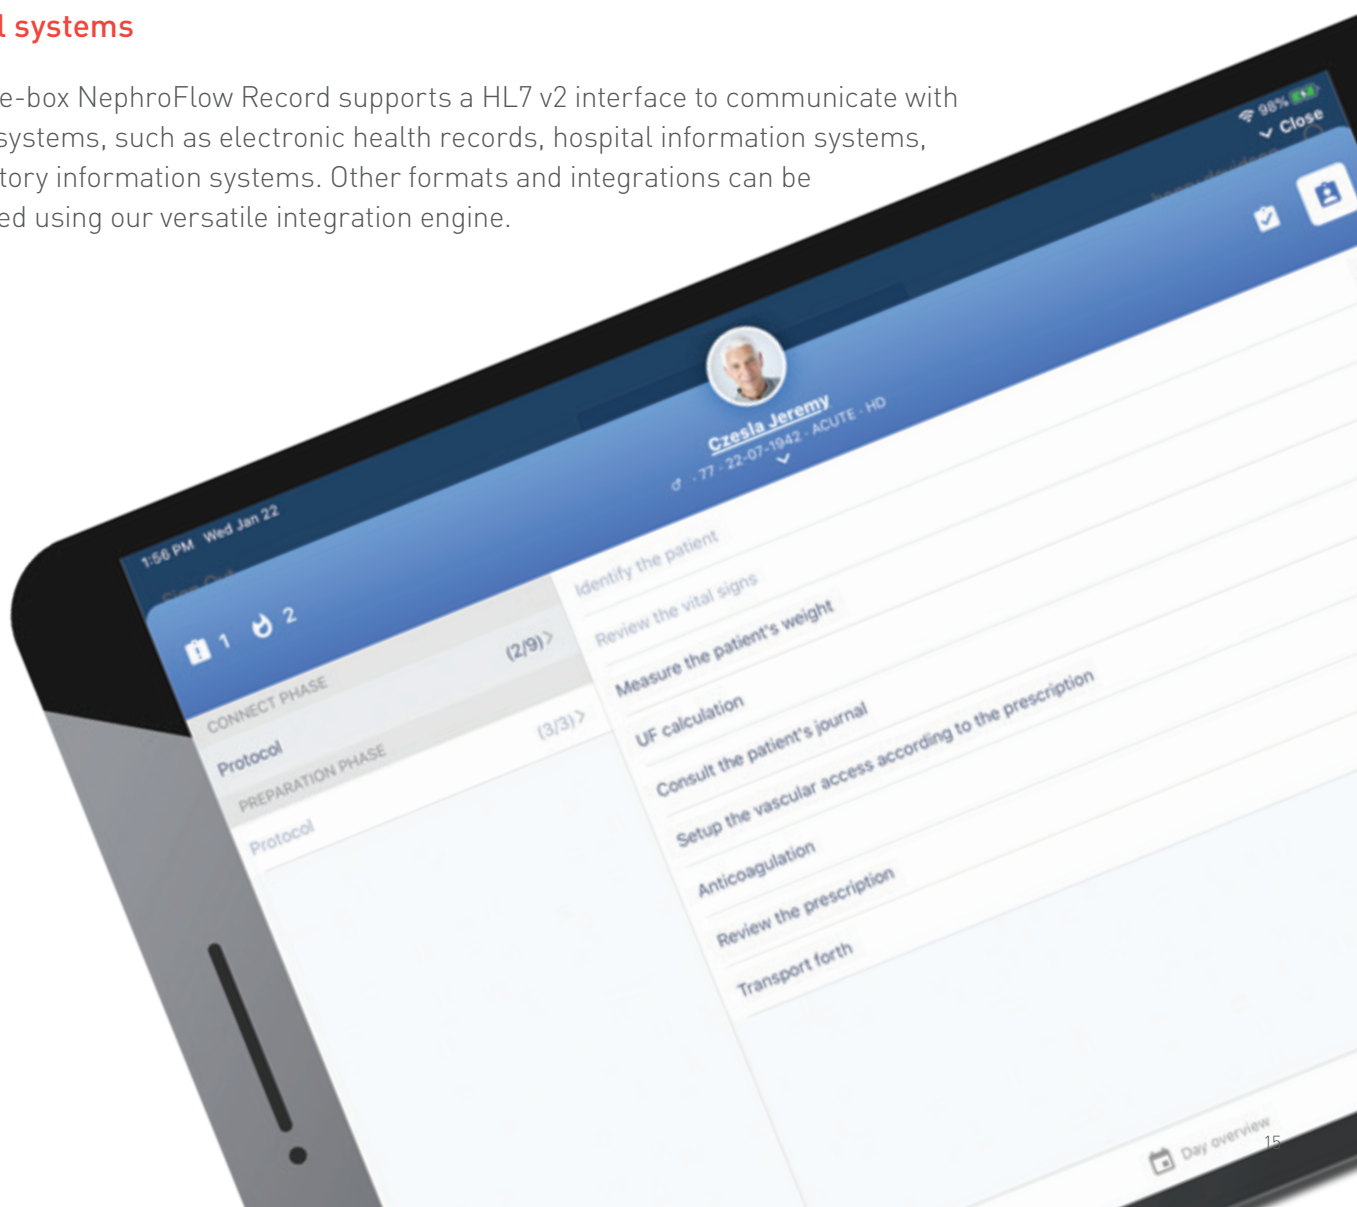 l systems
e-box NephroFlow Record supports a HL7 v2 interface to communicate with
systems, such as electronic health records, hospital information systems,
tory information systems. Other formats and integrations can be
ed using our versatile integration engine.
98%
Close
1:56 PM Wed Jan 22
Sign Out
Czesla Jeremy
♂ · 77 · 22-07-1942 · ACUTE · HD
1 2
CONNECT PHASE
Protocol (2/9)
PREPARATION PHASE
Protocol (3/3)
Identify the patient
Review the vital signs
Measure the patient's weight
UF calculation
Consult the patient's journal
Setup the vascular access according to the prescription
Anticoagulation
Review the prescription
Transport forth
Day overview
15